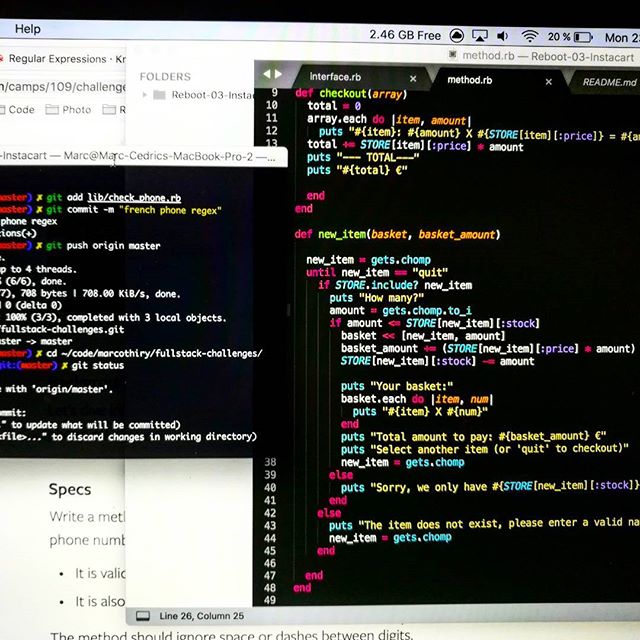 Help
2.46 GB Free
20 %
Mon 23
Regular Expressions · Kr
method.rb — Reboot-03-Instacart
n/camps/109/challenge
Code
Photo
R
FOLDERS
Reboot-03-Instac
interface.rb
method.rb
README.md
-Instacart — Marc@Marc-Cedrics-MacBook-Pro-2 —...
master) ✗ git add lib/check_phone.rb
master) ✗ git commit -m "french phone regex"
phone regex
tions(+)
master) ✗ git push origin master
e.
up to 4 threads.
(6/6), done.
/7), 708 bytes | 708.00 KiB/s, done.
d 0 (delta 0)
100% (3/3), completed with 3 local objects.
fullstack-challenges.git
master -> master
master) ✗ cd ~/code/marcothiry/fullstack-challenges/
git:(master) ✗ git status
e with 'origin/master'.
ommit:
." to update what will be committed)
<file>..." to discard changes in working directory)
9 def checkout(array)
10 total = 0
11 array.each do |item, amount|
12 puts "#{item}: #{amount} X #{STORE[item][:price]} = #{a
13 total += STORE[item][:price] * amount
puts "--- TOTAL---"
puts "#{total} €"
end
end
def new_item(basket, basket_amount)
new_item = gets.chomp
until new_item == "quit"
if STORE.include? new_item
puts "How many?"
amount = gets.chomp.to_i
if amount <= STORE[new_item][:stock]
basket << [new_item, amount]
basket_amount += (STORE[new_item][:price] * amount)
STORE[new_item][:stock] -= amount
puts "Your basket:"
basket.each do |item, num|
puts "#{item} X #{num}"
end
puts "Total amount to pay: #{basket_amount} €"
puts "Select another item (or 'quit' to checkout)"
38 new_item = gets.chomp
39 else
40 puts "Sorry, we only have #{STORE[new_item][:stock]}
41 end
42 else
43 puts "The item does not exist, please enter a valid na
44 new_item = gets.chomp
45 end
46
47 end
48 end
49
Line 26, Column 25
Specs
Write a met
phone numb
• It is valid
• It is also
The method should ignore space or dashes between digits.